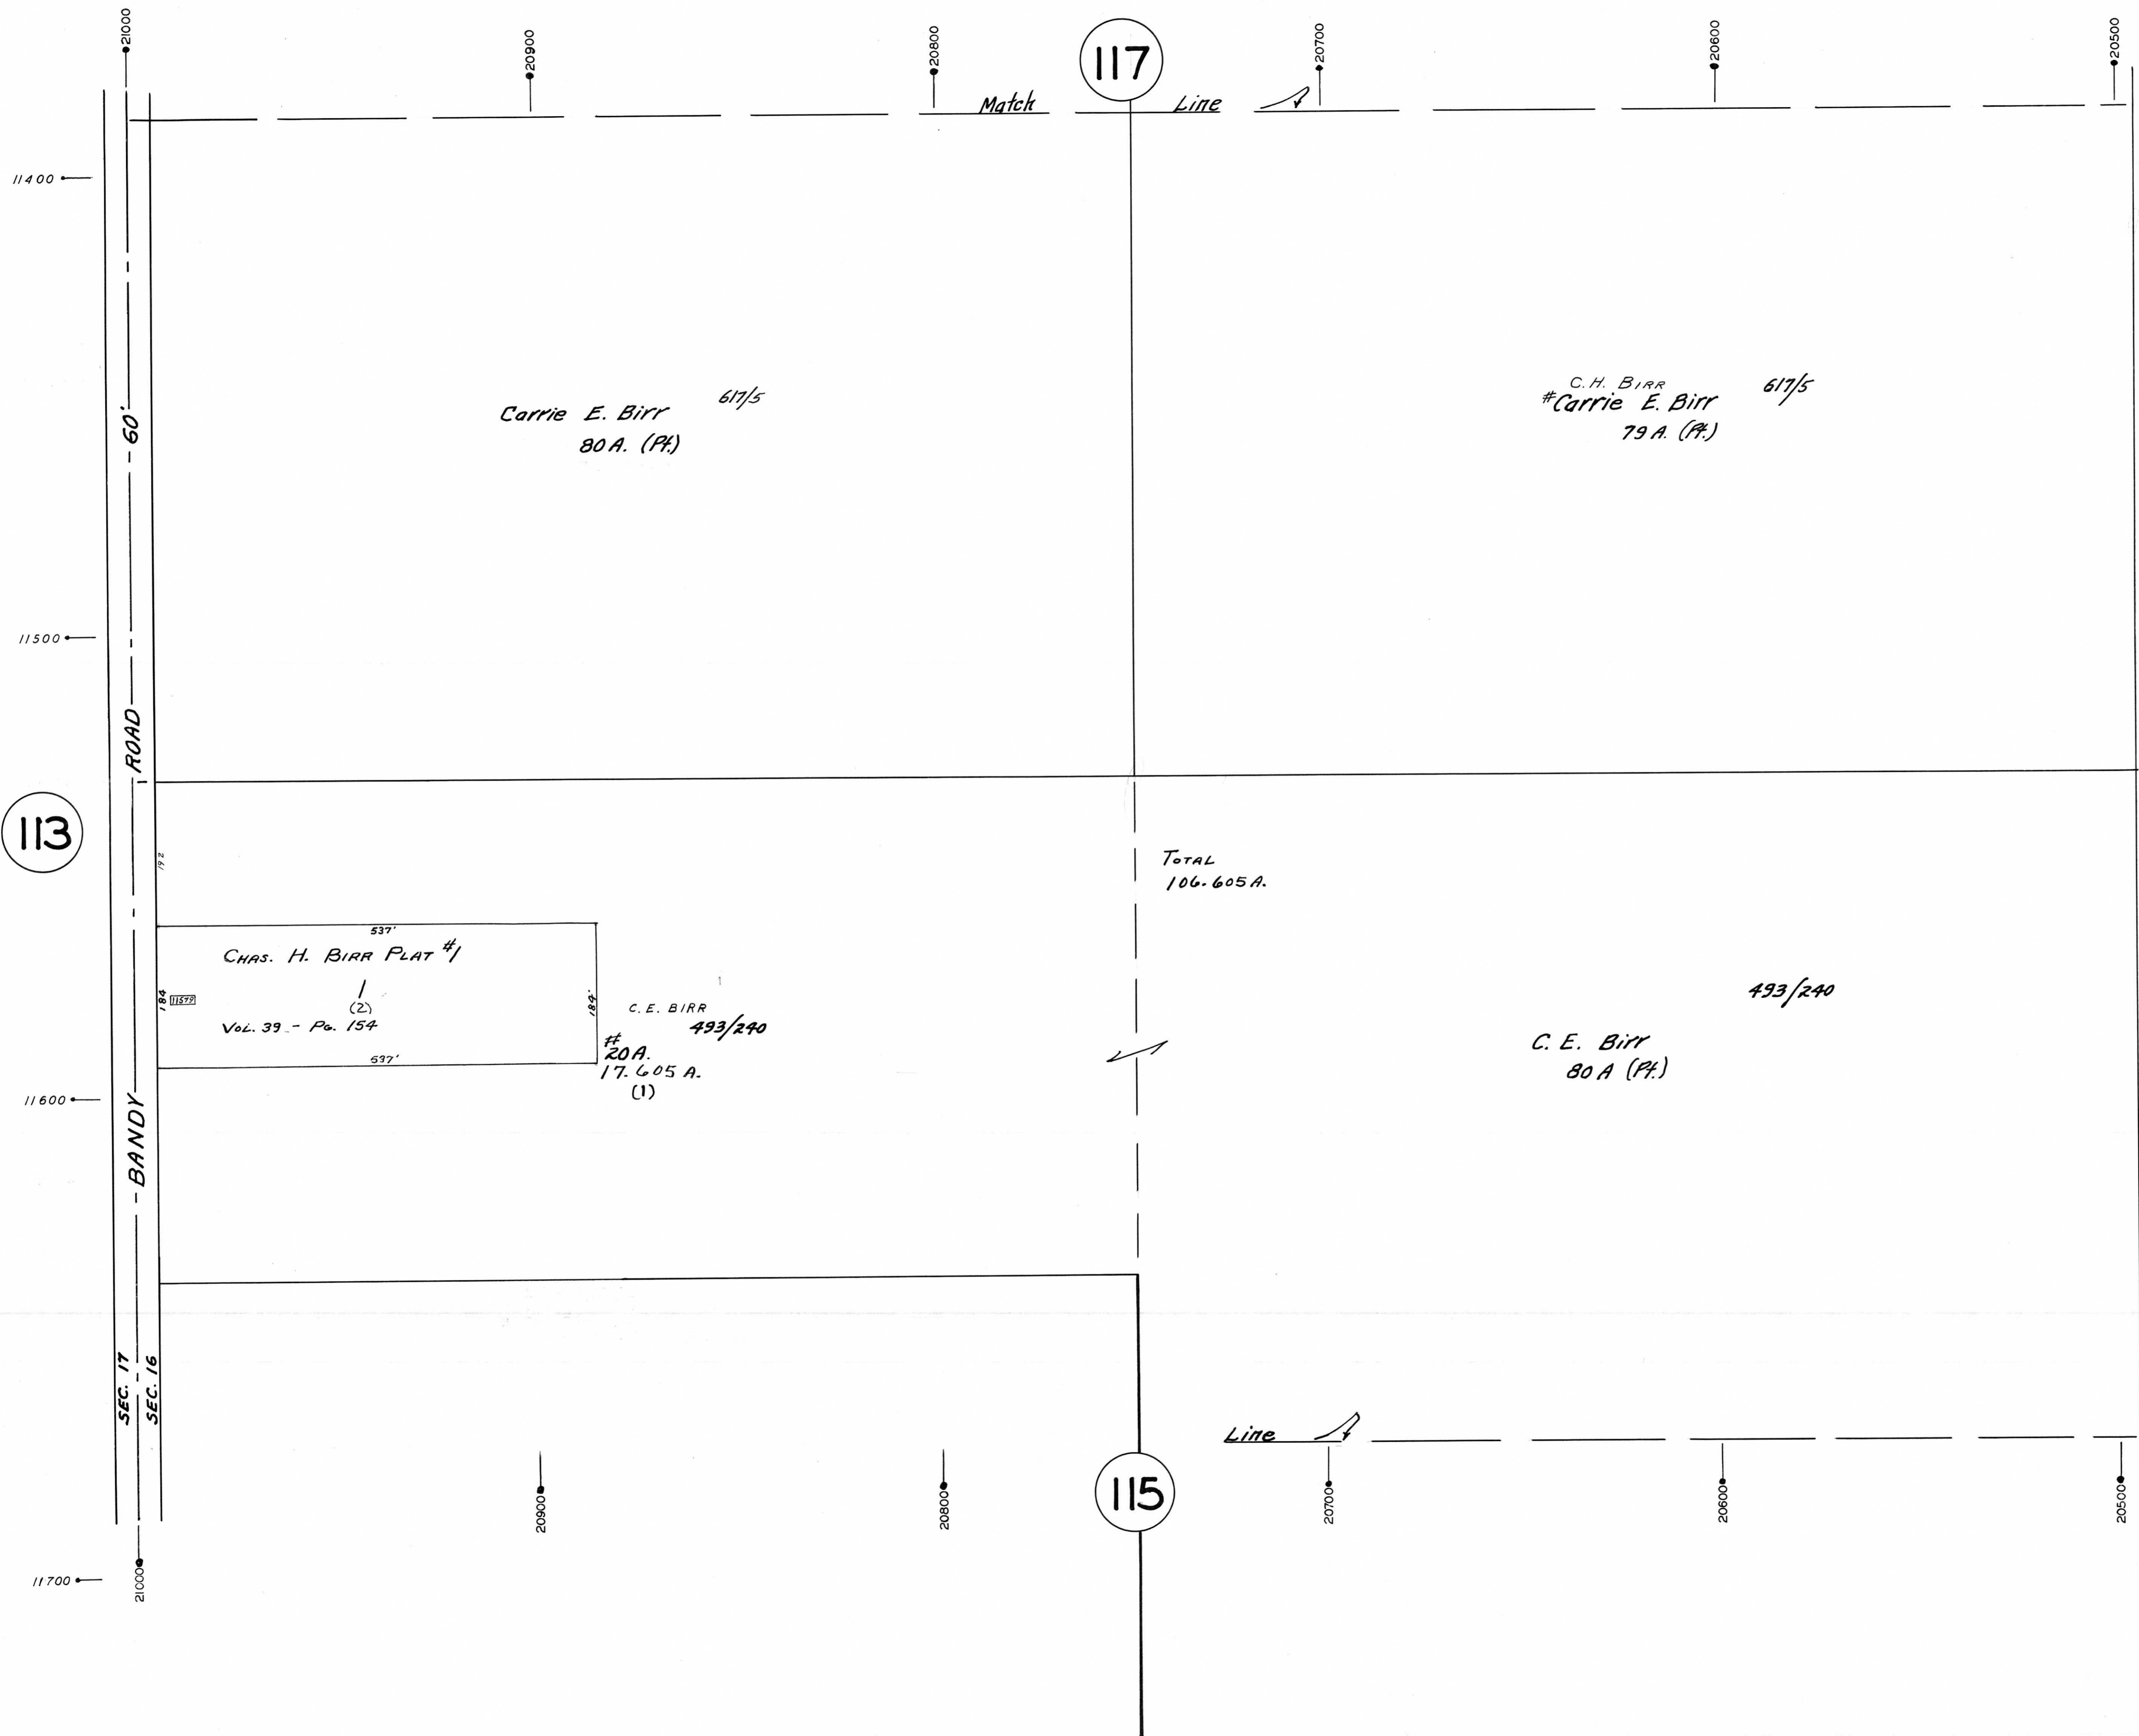 21000
20900
20800
117
20700
20600
20500
Match Line
11400
Carrie E. Birr 617/5
80 A. (Pt.)
C. H. BIRR
#Carrie E. Birr 617/5
79 A. (Pt.)
60'
11500
ROAD
113
192
TOTAL
106.605 A.
537'
CHAS. H. BIRR PLAT #1
184
11579
1
(2)
VOL. 39 - PG. 154
184'
537'
C. E. BIRR
493/240
#
20 A.
17.605 A.
(1)
493/240
C. E. Birr
80 A (Pt.)
11600
BANDY
SEC. 17
SEC. 16
Line
20900
20800
115
20700
20600
20500
11700
21000